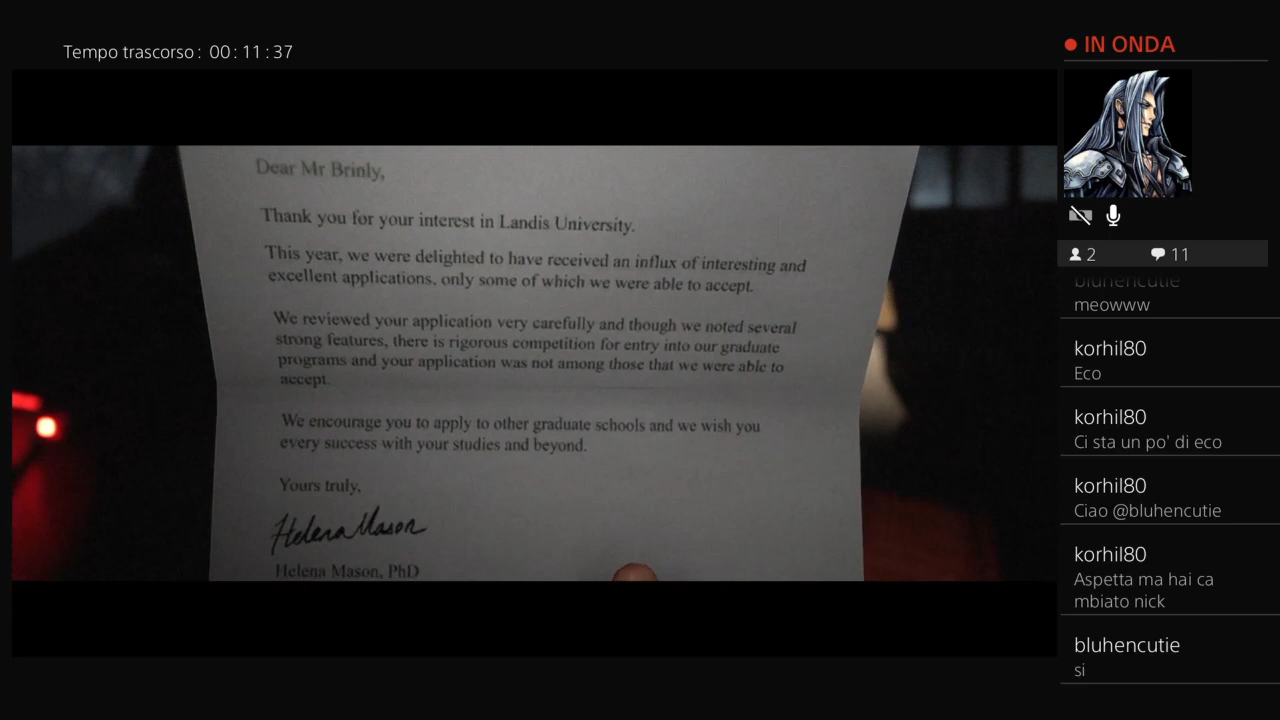 Tempo trascorso: 00:11:37
IN ONDA
2
11
Dear Mr Brinly,
Thank you for your interest in Landis University.
This year, we were delighted to have received an influx of interesting and
excellent applications, only some of which we were able to accept.
We reviewed your application very carefully and though we noted several
strong features, there is rigorous competition for entry into our graduate
programs and your application was not among those that we were able to
accept.
We encourage you to apply to other graduate schools and we wish you
every success with your studies and beyond.
Yours truly,
Helena Mason
Helena Mason, PhD
bluhencutie
meowww
korhil80
Eco
korhil80
Ci sta un po' di eco
korhil80
Ciao @bluhencutie
korhil80
Aspetta ma hai ca
mbiato nick
bluhencutie
si